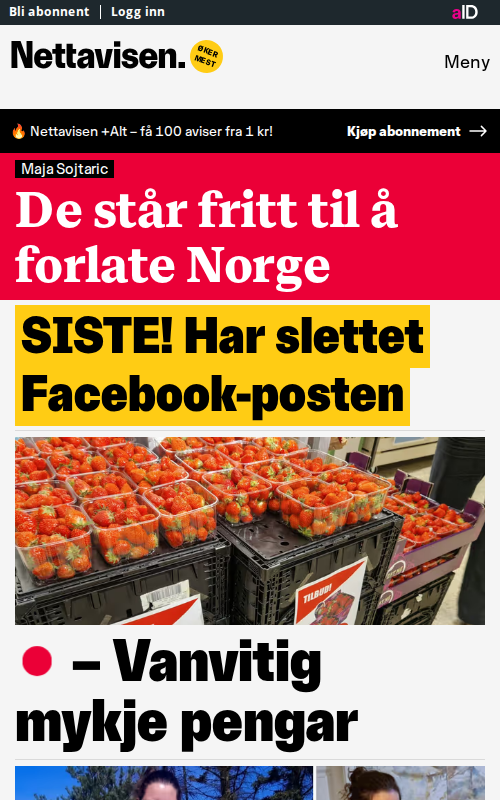 Bli abonnent Logg inn aID
Nettavisen. ØKER MEST
Meny
🔥 Nettavisen +Alt – få 100 aviser fra 1 kr! Kjøp abonnement →
Maja Sojtaric
De står fritt til å
forlate Norge
SISTE! Har slettet
Facebook-posten
TILBUD!
– Vanvitig
mykje pengar